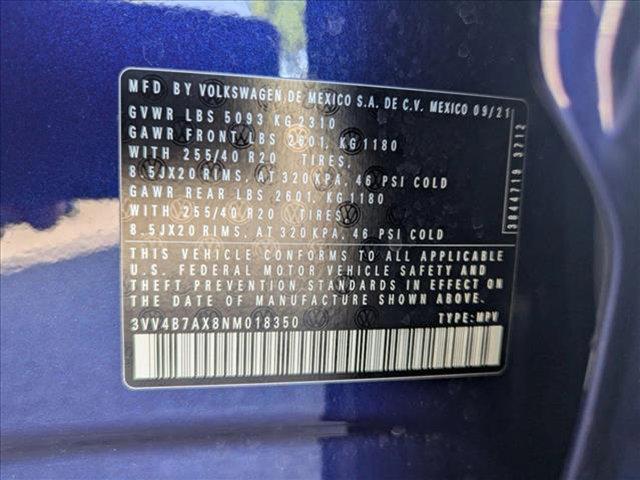 MFD BY VOLKSWAGEN DE MEXICO S.A. DE C.V. MEXICO 09/21
GVWR LBS 5093 KG 2310
GAWR FRONT LBS 2601, KG 1180
WITH 255/40 R20 TIRES,
8.5JX20 RIMS, AT 320 KPA, 46 PSI COLD
GAWR REAR LBS 2601, KG 1180
WITH 255/40 R20 TIRES,
8.5JX20 RIMS, AT 320 KPA, 46 PSI COLD
THIS VEHICLE CONFORMS TO ALL APPLICABLE
U.S. FEDERAL MOTOR VEHICLE SAFETY AND
THEFT PREVENTION STANDARDS IN EFFECT ON
THE DATE OF MANUFACTURE SHOWN ABOVE.
3VV4B7AX8NM018350 TYPE: MPV
3844719 3712